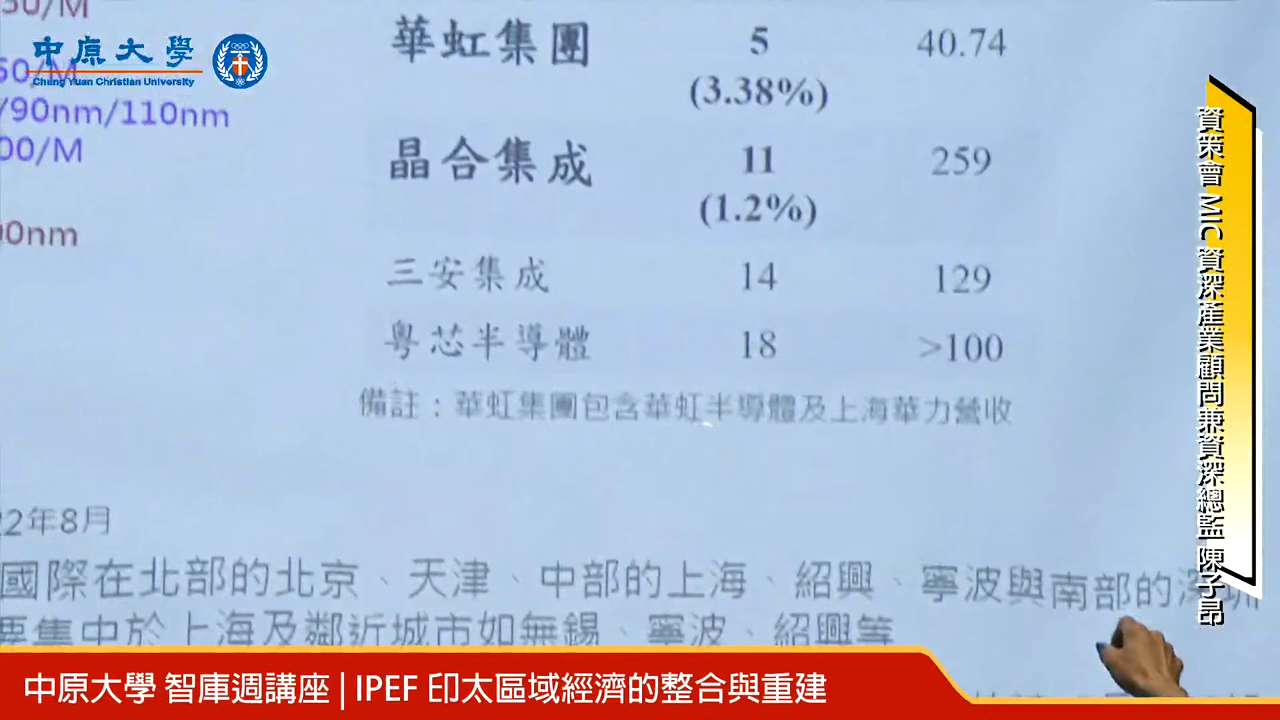 50/M
中原大學
Chung Yuan Christian University
50/M
/90nm/110nm
00/M
00nm
華虹集團 5 40.74
(3.38%)
晶合集成 11 259
(1.2%)
三安集成 14 129
粵芯半導體 18 >100
備註：華虹集團包含華虹半導體及上海華力營收
22年8月
國際在北部的北京、天津、中部的上海、紹興、寧波與南部的深圳
要集中於上海及鄰近城市如無錫、寧波、紹興等
資策會 MIC 資深產業顧問兼資深總監 陳子昂
中原大學 智庫週講座 | IPEF 印太區域經濟的整合與重建